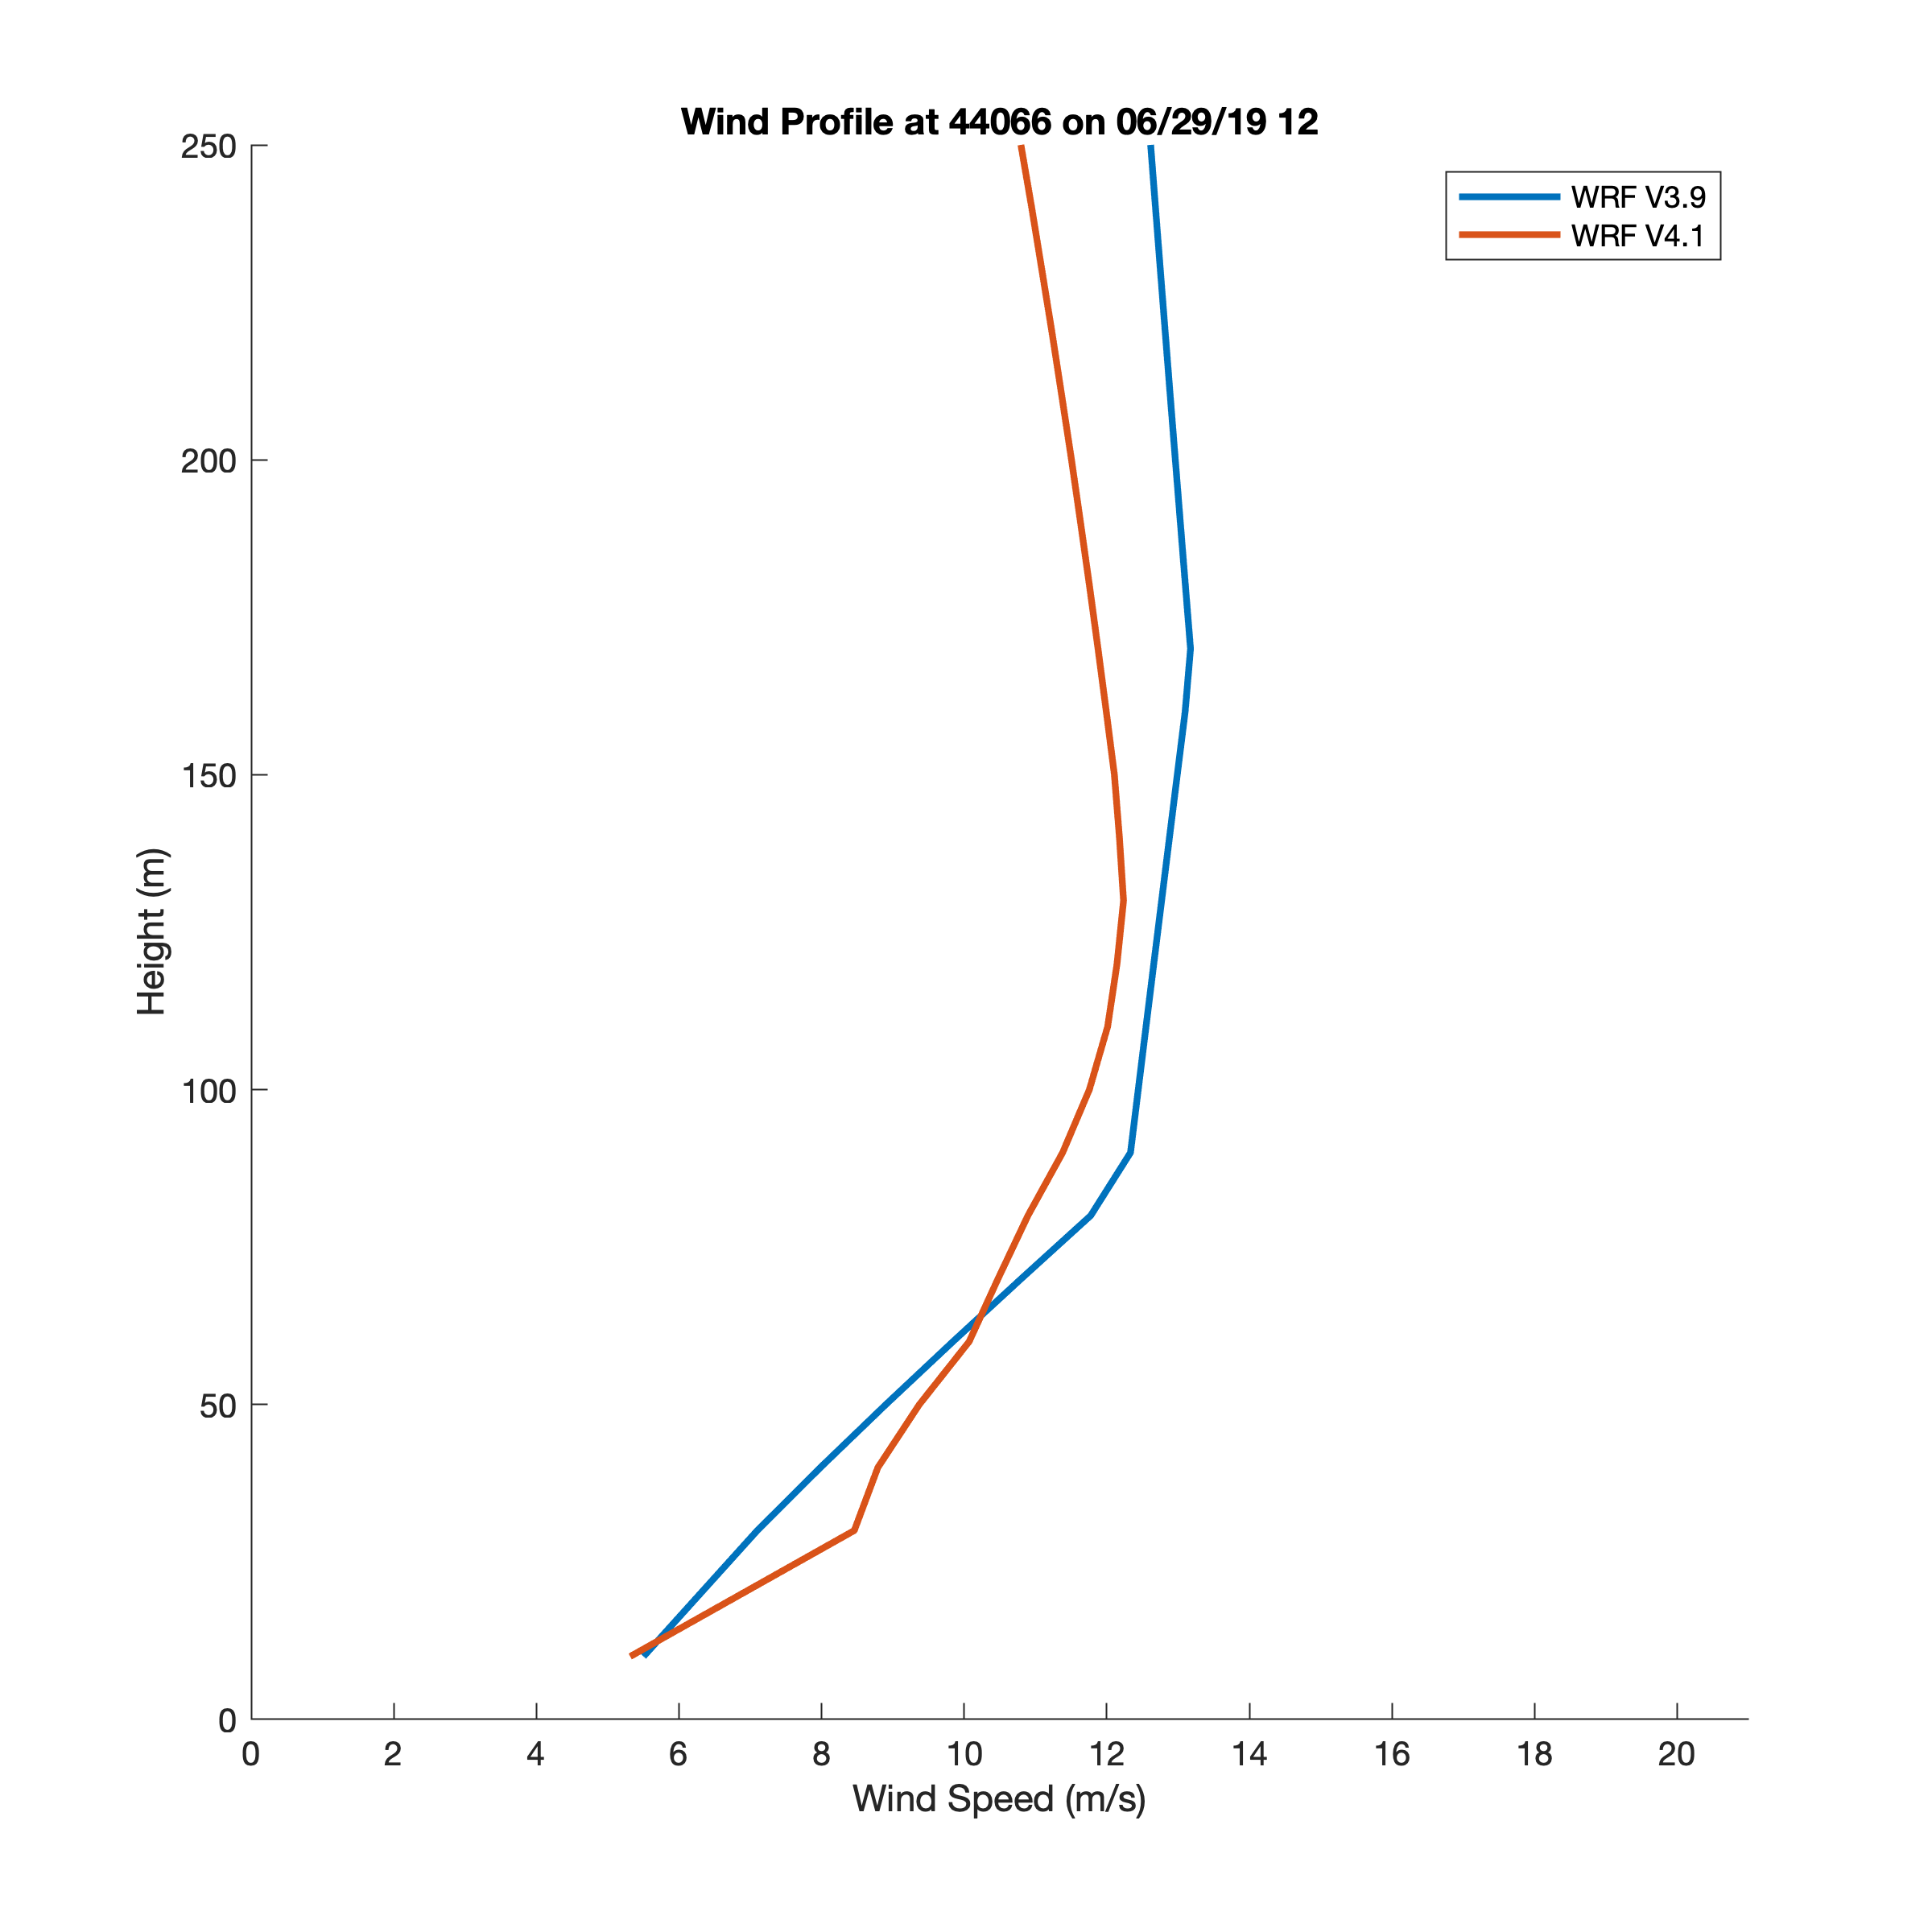 Wind Profile at 44066 on 06/29/19 12
WRF V3.9
WRF V4.1
250
200
150
100
50
0
Height (m)
0 2 4 6 8 10 12 14 16 18 20
Wind Speed (m/s)